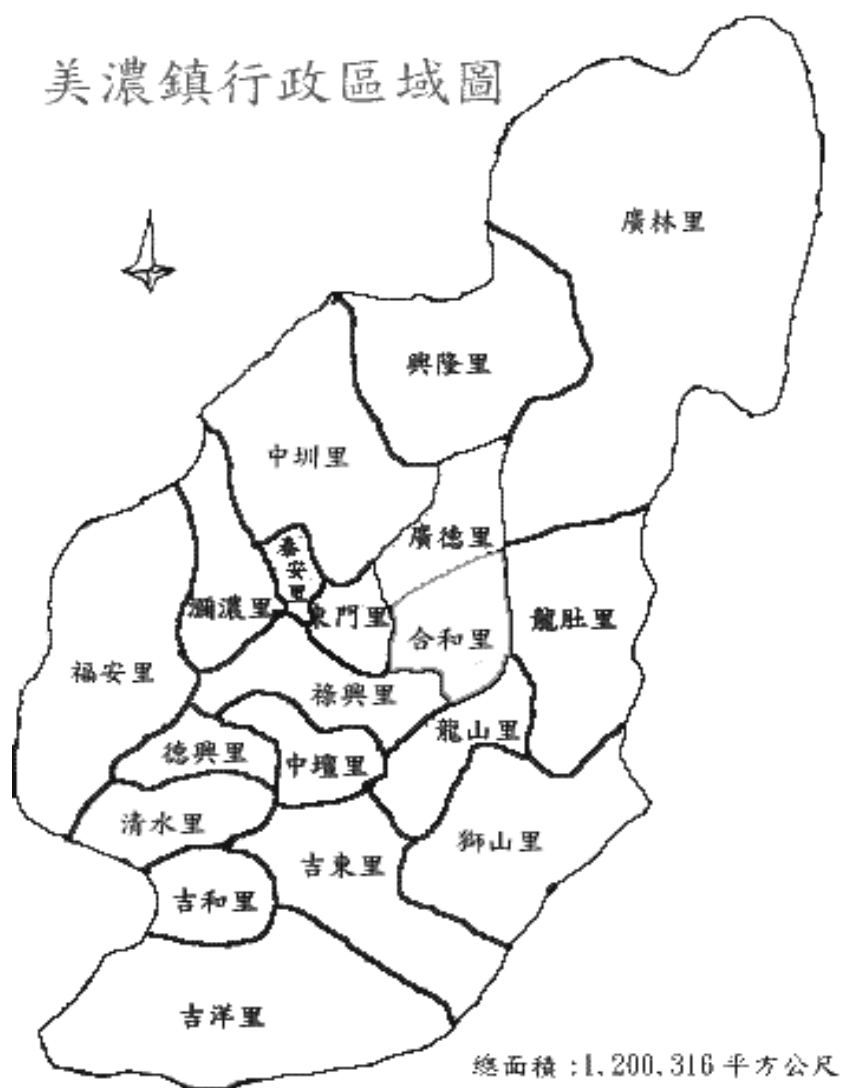 美濃鎮行政區域圖
廣林里
興隆里
中圳里
廣德里
泰安里
瀰濃里
東門里
合和里
龍肚里
福安里
祿興里
龍山里
德興里
中壇里
清水里
獅山里
吉東里
吉和里
吉洋里
總面積:1,200,316平方公尺